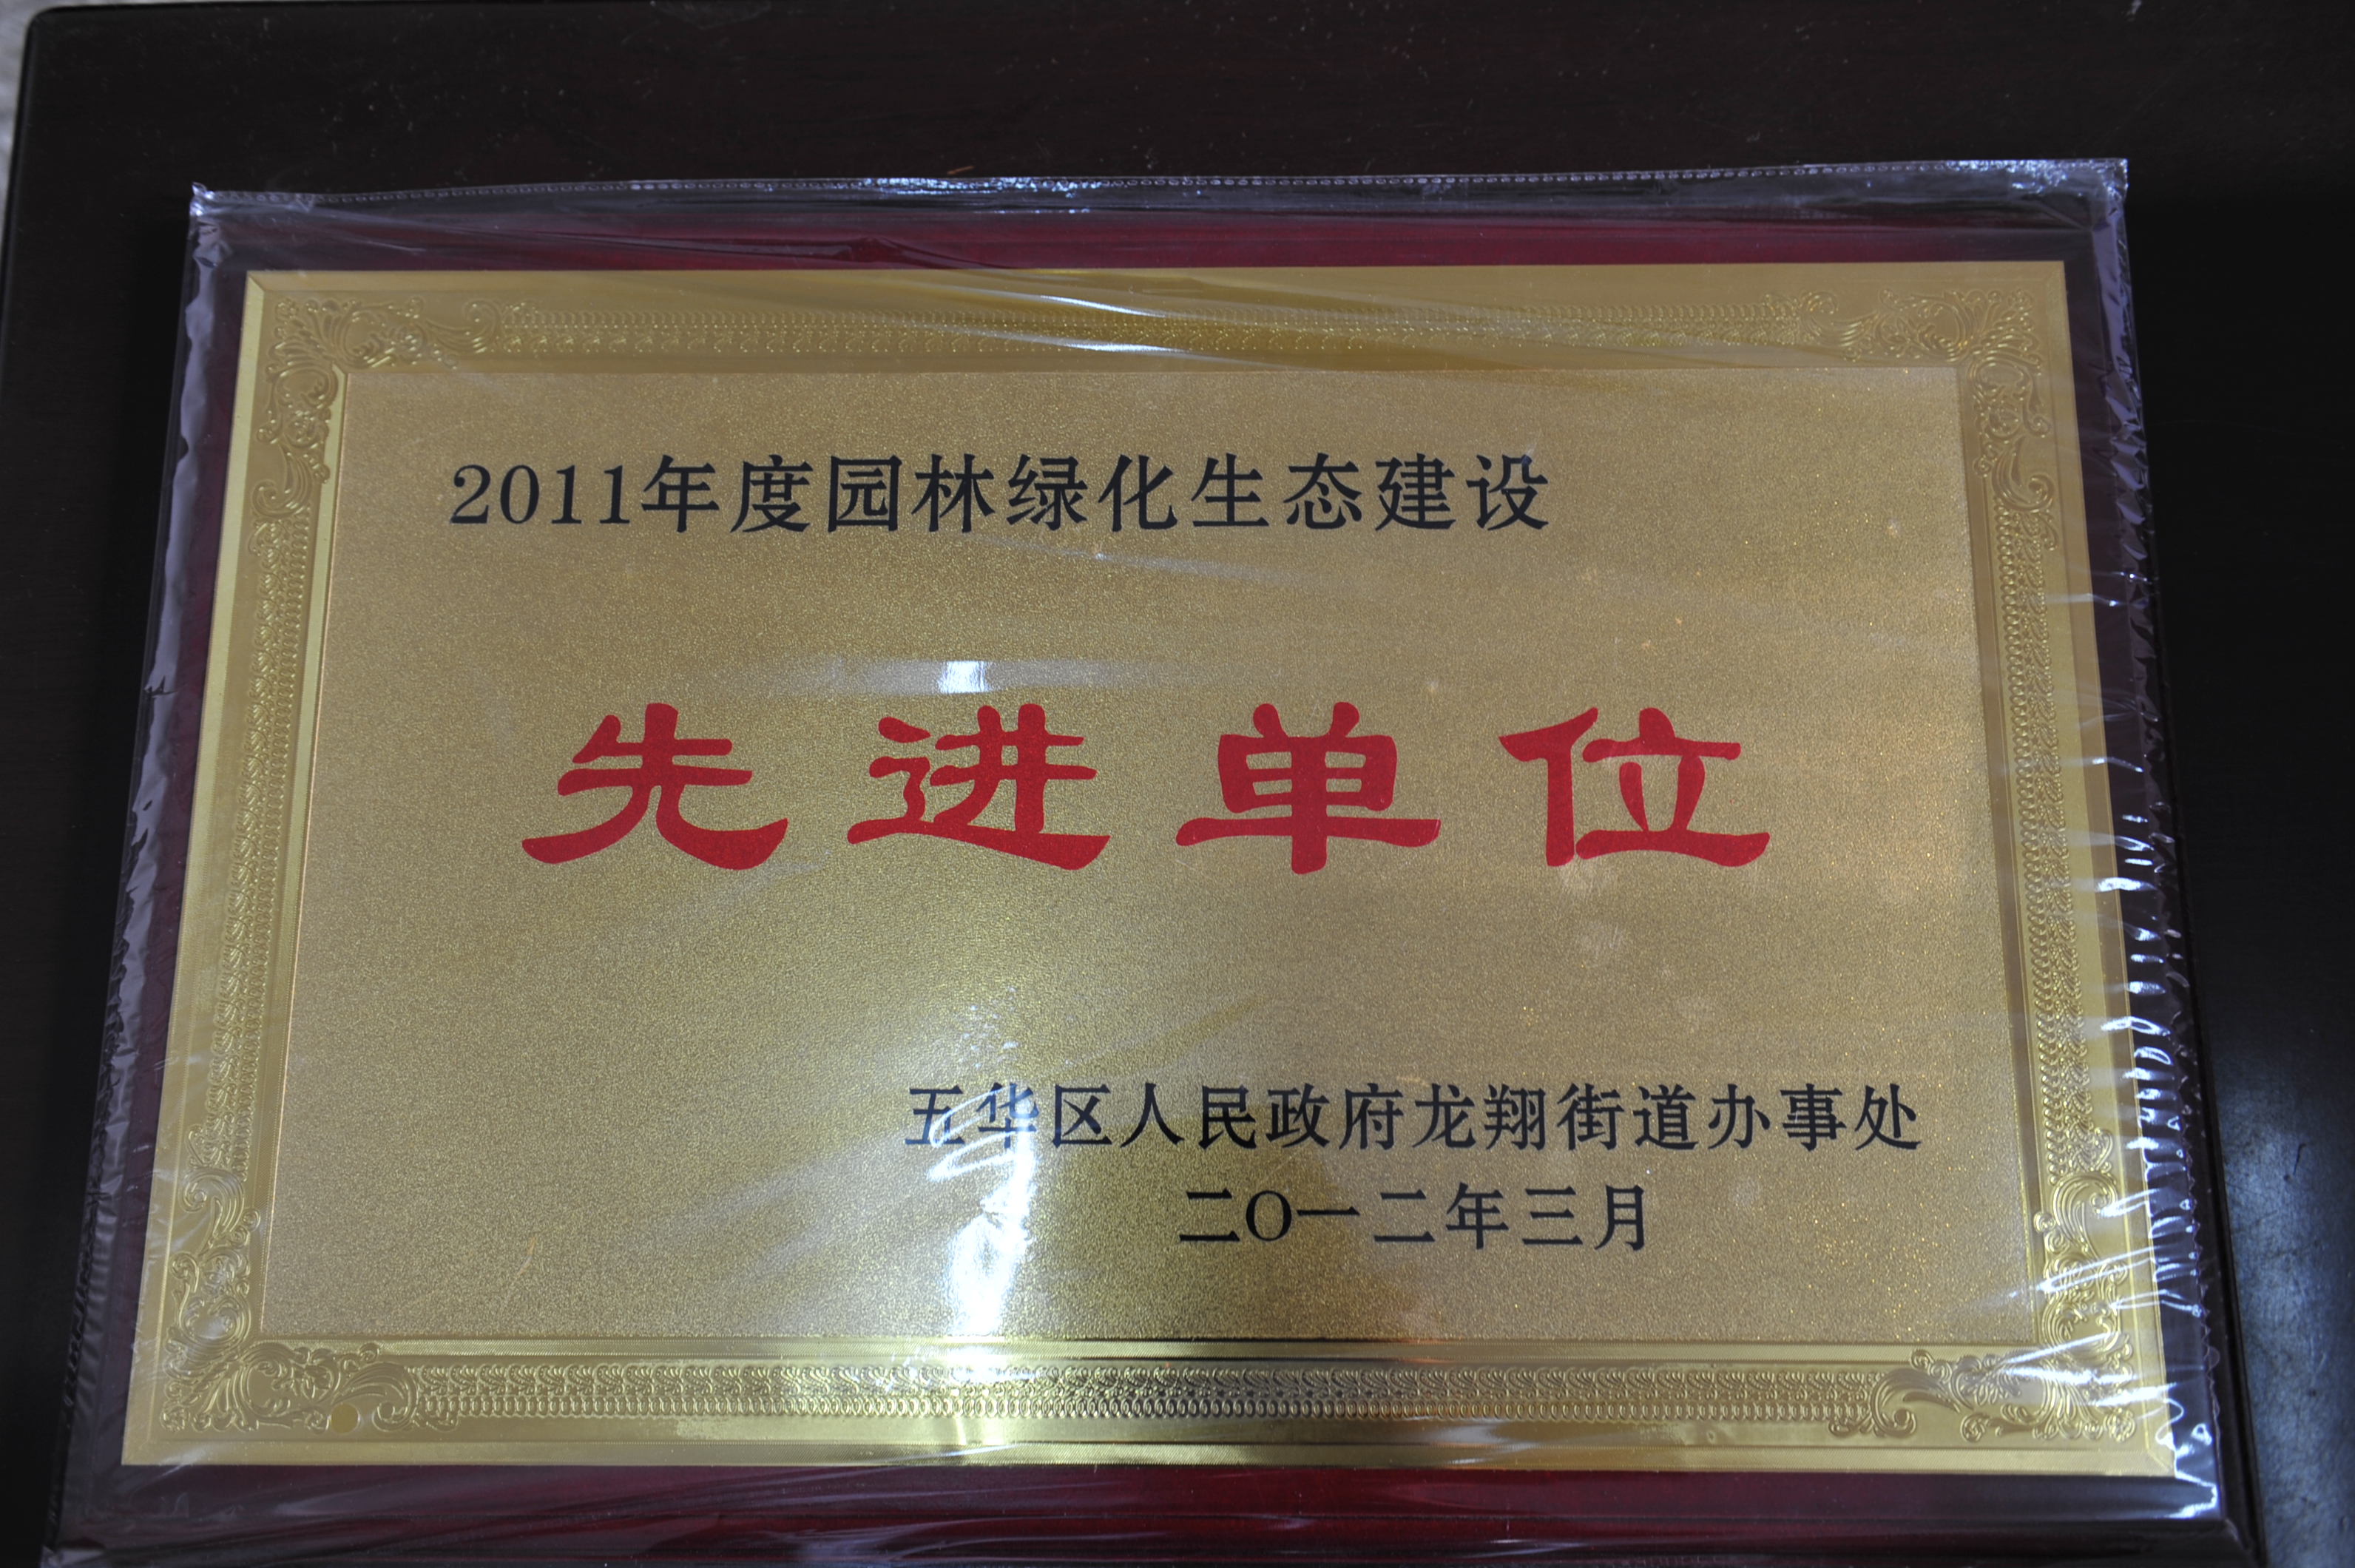 2011年度园林绿化生态建设
先进单位
五华区人民政府龙翔街道办事处
二O一二年三月